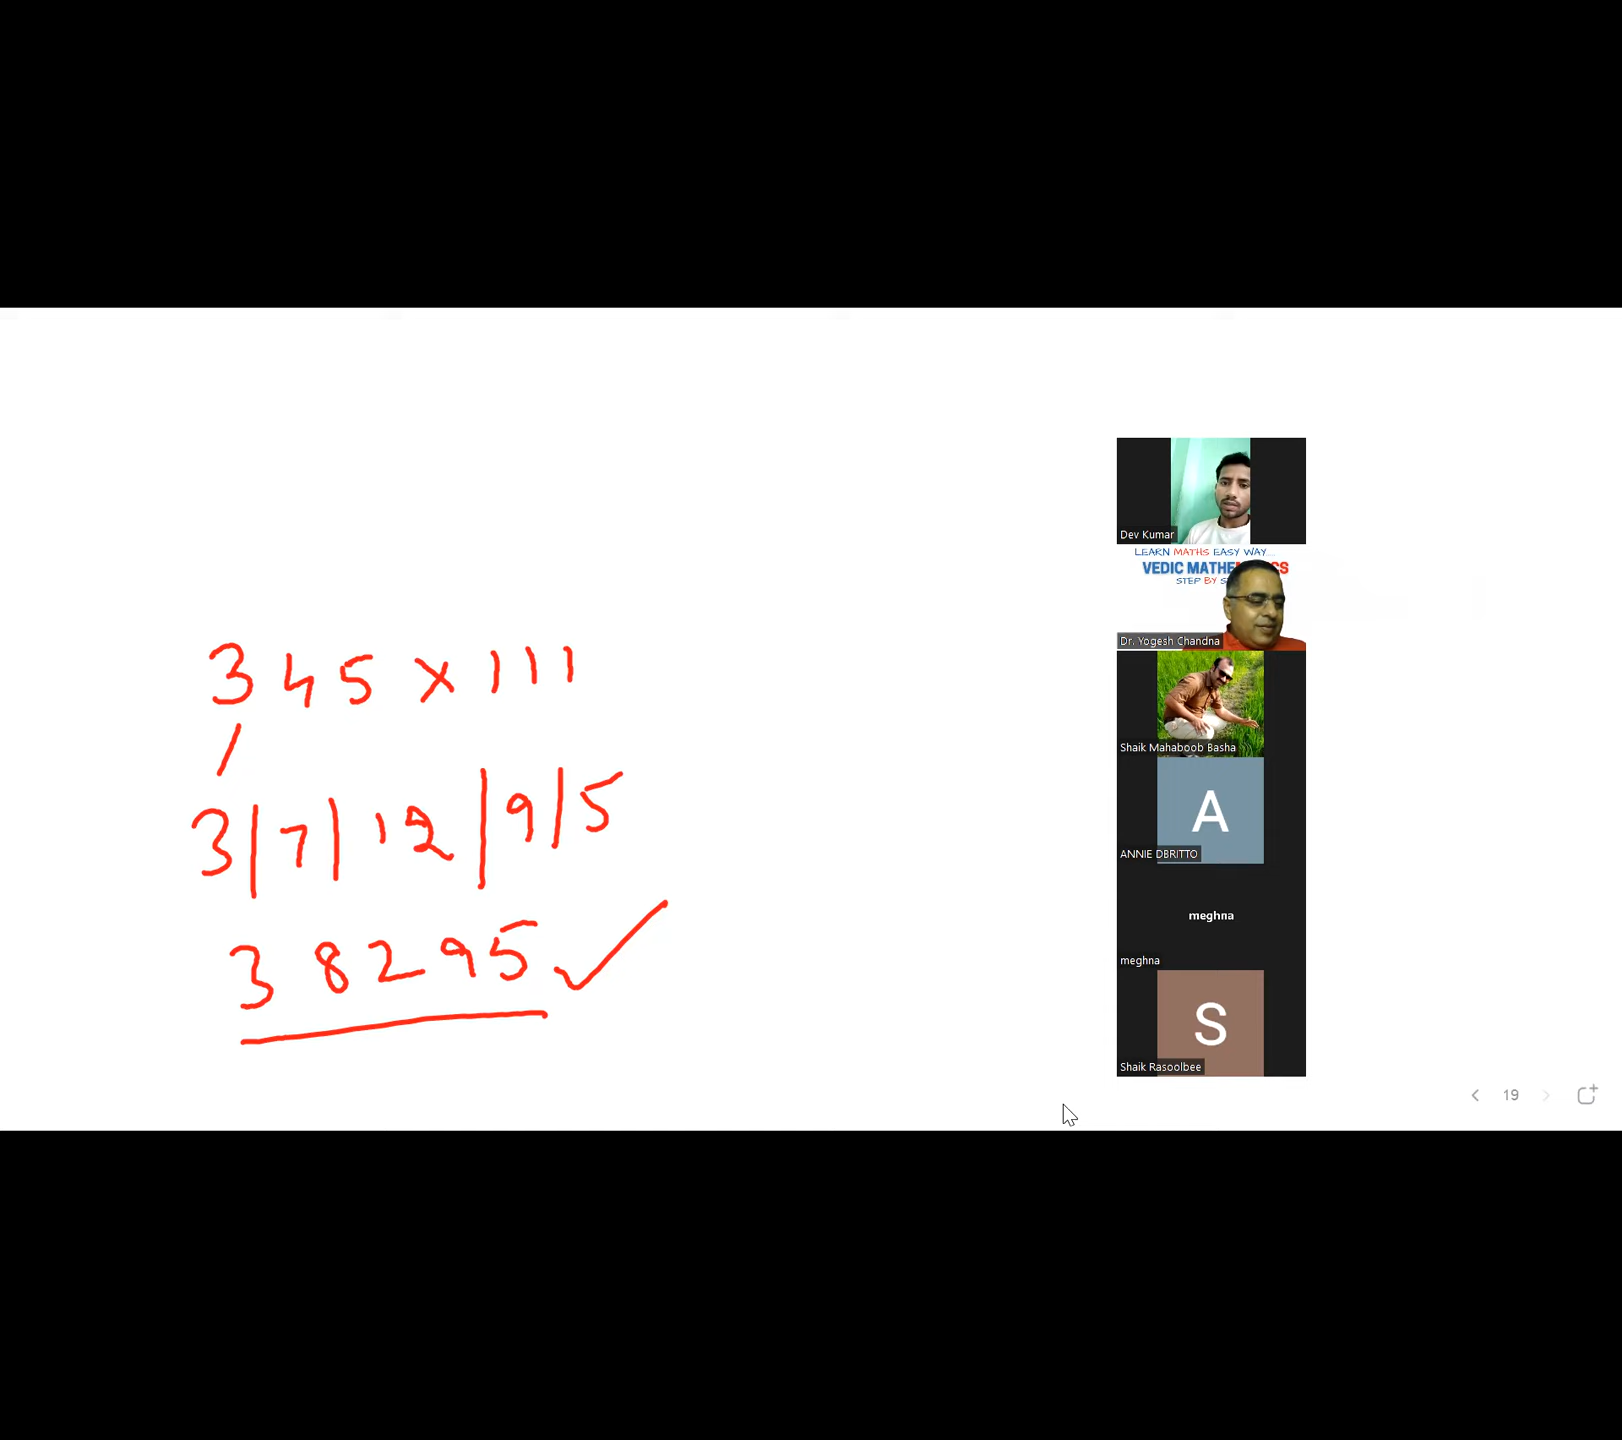 345 x 111
3/7/12/9/5
38295
Dev Kumar
LEARN MATHS EASY WAY....
VEDIC
STEP BY
Dr. Yogesh Chandna
Shaik Mahaboob Basha
A
ANNIE DBRITTO
meghna
meghna
S
Shaik Rasoolbee
19